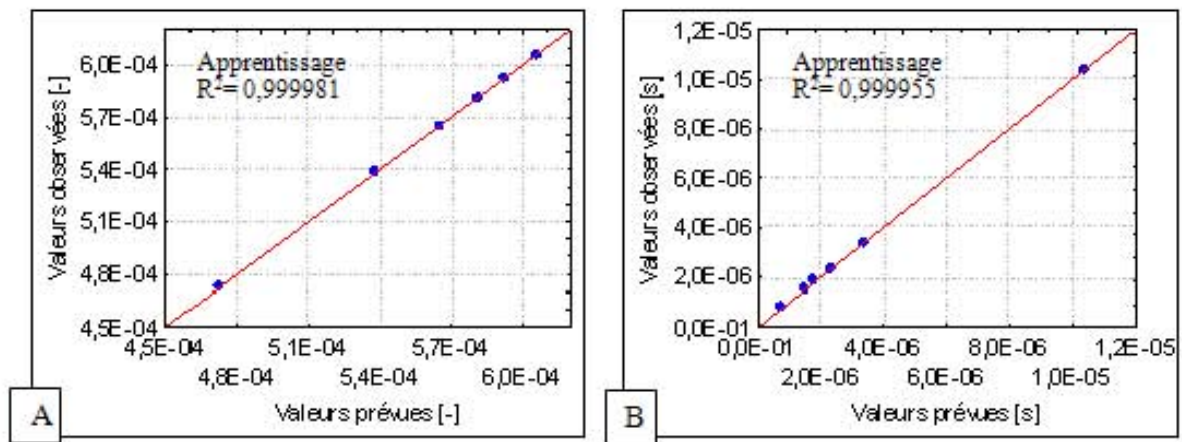 Apprentissage
R²= 0,999981
Valeurs observées [-]
6,0E-04
5,7E-04
5,4E-04
5,1E-04
4,8E-04
4,5E-04
4,5E-04 5,1E-04 5,7E-04
4,8E-04 5,4E-04 6,0E-04
Valeurs prévues [-]
A
Apprentissage
R²= 0,999955
Valeurs observées [s]
1,2E-05
1,0E-05
8,0E-06
6,0E-06
4,0E-06
2,0E-06
0,0E-01
0,0E-01 4,0E-06 8,0E-06 1,2E-05
2,0E-06 6,0E-06 1,0E-05
Valeurs prévues [s]
B